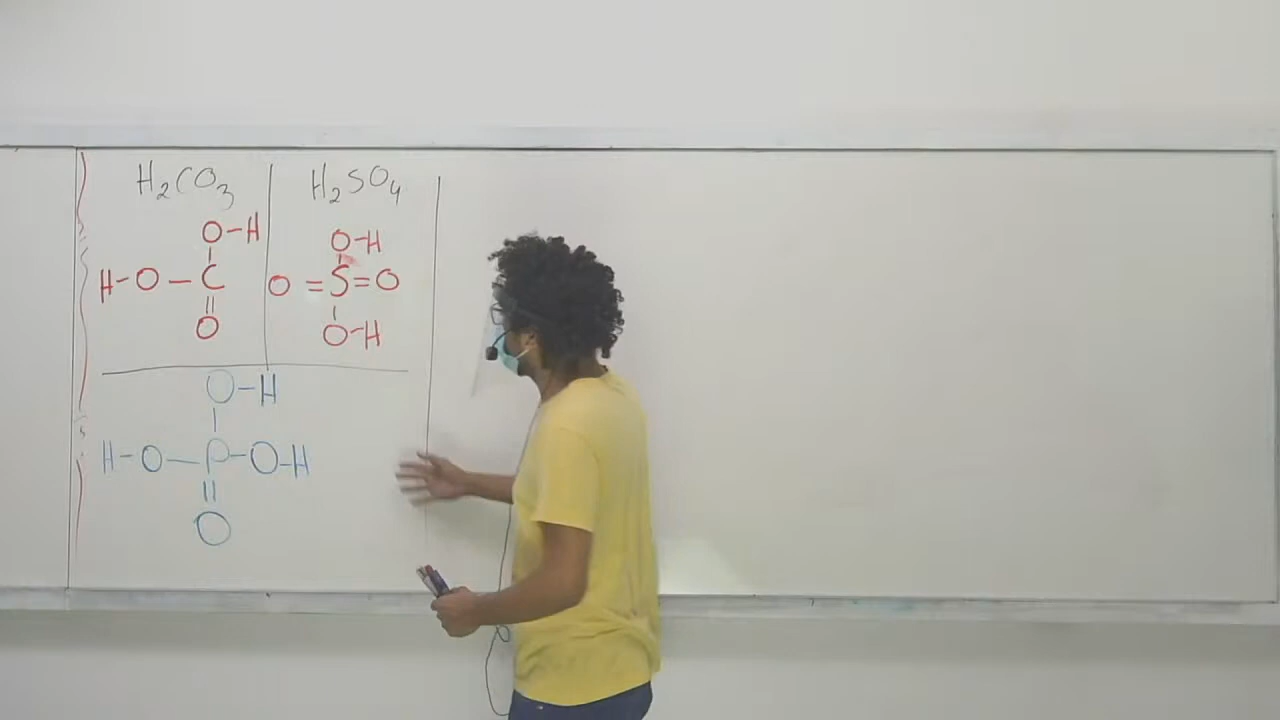 H₂CO₃
O-H
H-O-C
||
O
H₂SO₄
O-H
|
O=S=O
|
O-H
O-H
|
H-O-P-O-H
||
O